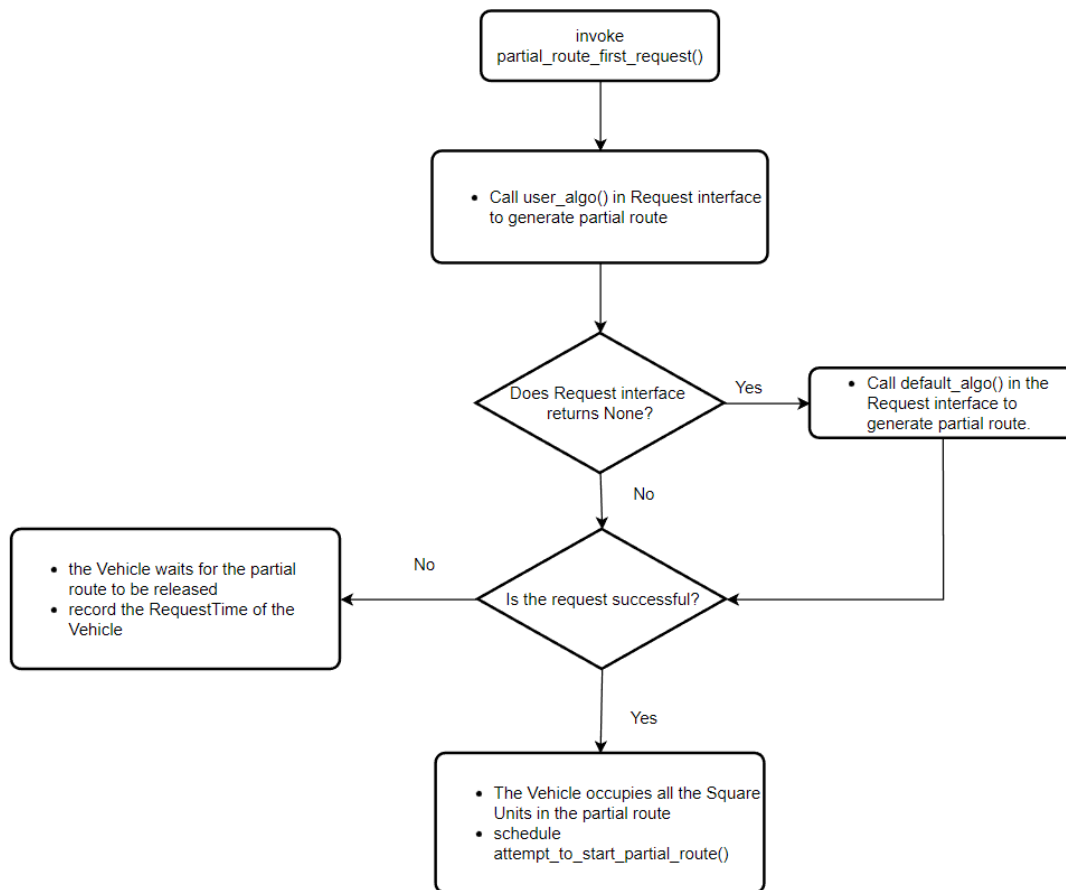 invoke
partial_route_first_request()
• Call user_algo() in Request interface
to generate partial route
Does Request interface
returns None?
Yes
• Call default_algo() in the
Request interface to
generate partial route.
No
Is the request successful?
No
• the Vehicle waits for the partial
route to be released
• record the RequestTime of the
Vehicle
Yes
• The Vehicle occupies all the Square
Units in the partial route
• schedule
attempt_to_start_partial_route()